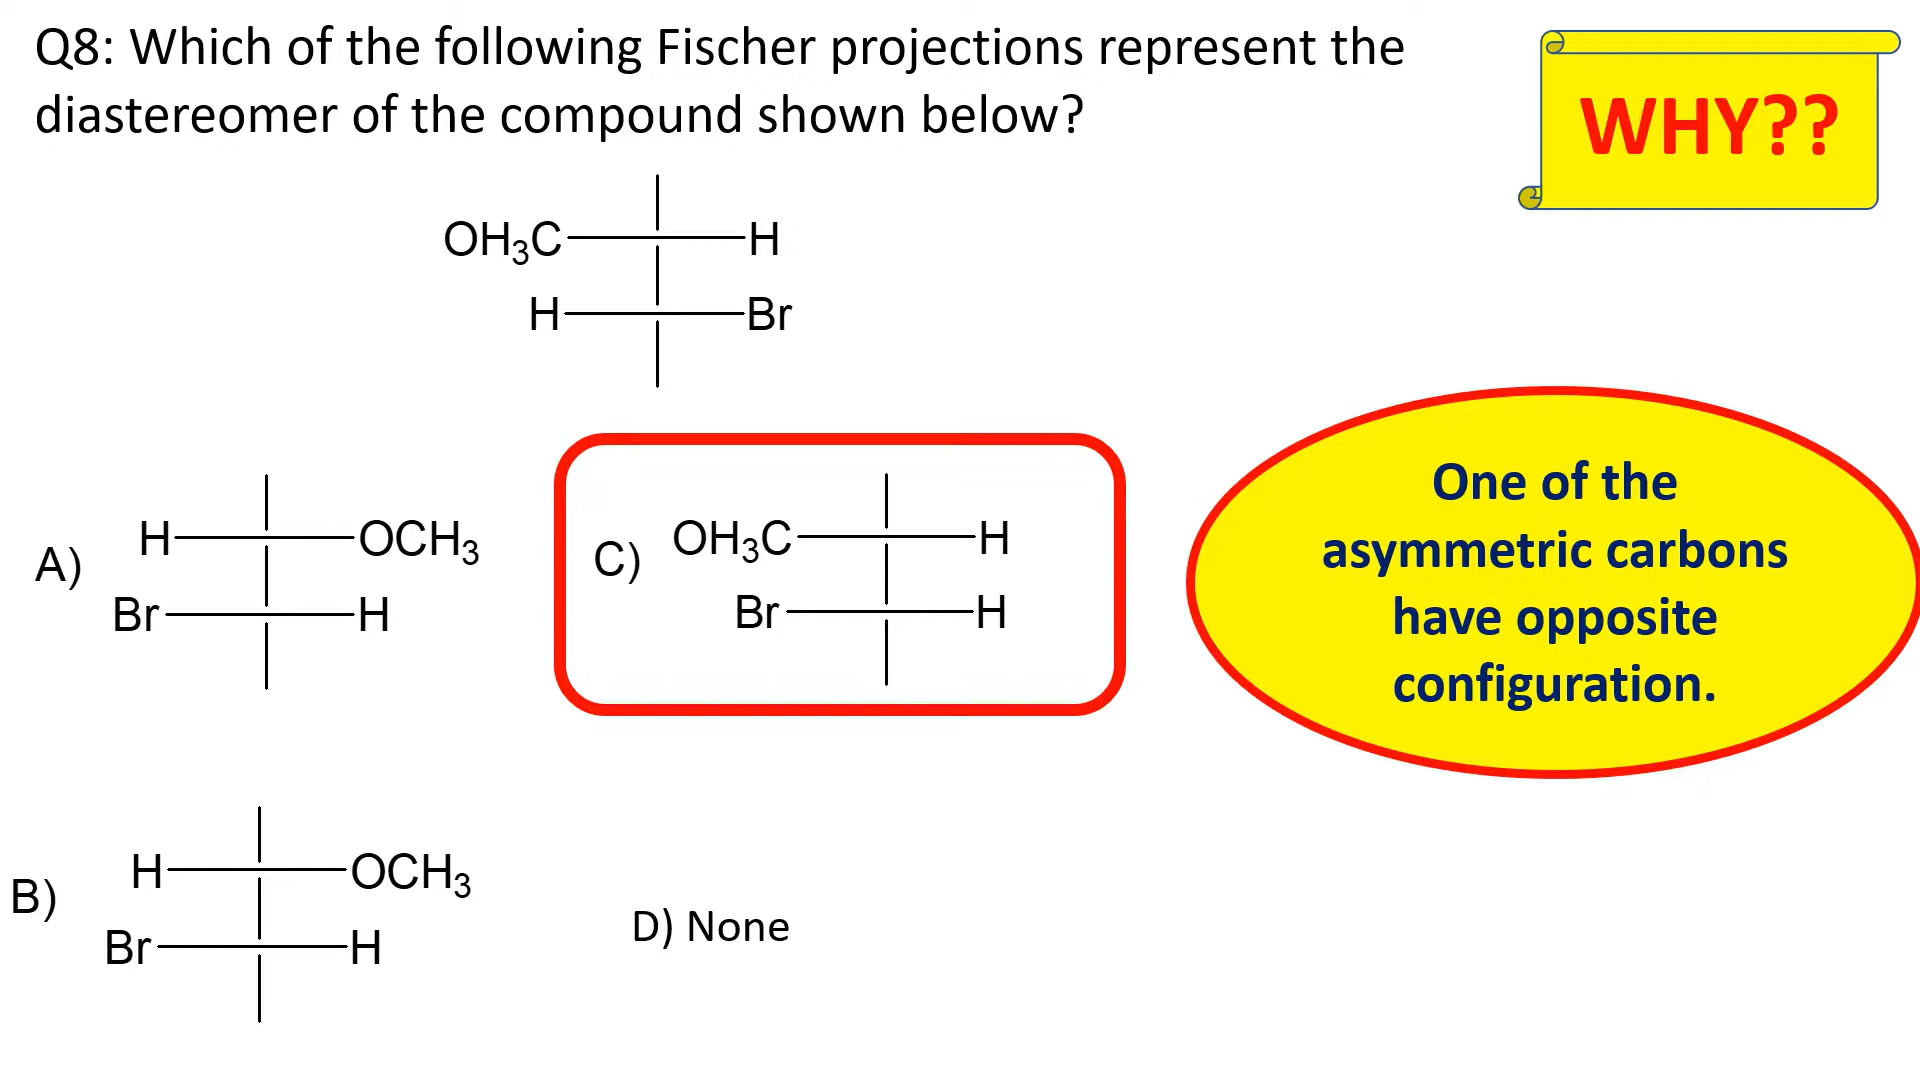 Q8: Which of the following Fischer projections represent the
diastereomer of the compound shown below?
WHY??
OH₃C H
H Br
A)
H OCH₃
Br H
C)
OH₃C H
Br H
One of the
asymmetric carbons
have opposite
configuration.
B)
H OCH₃
Br H
D) None